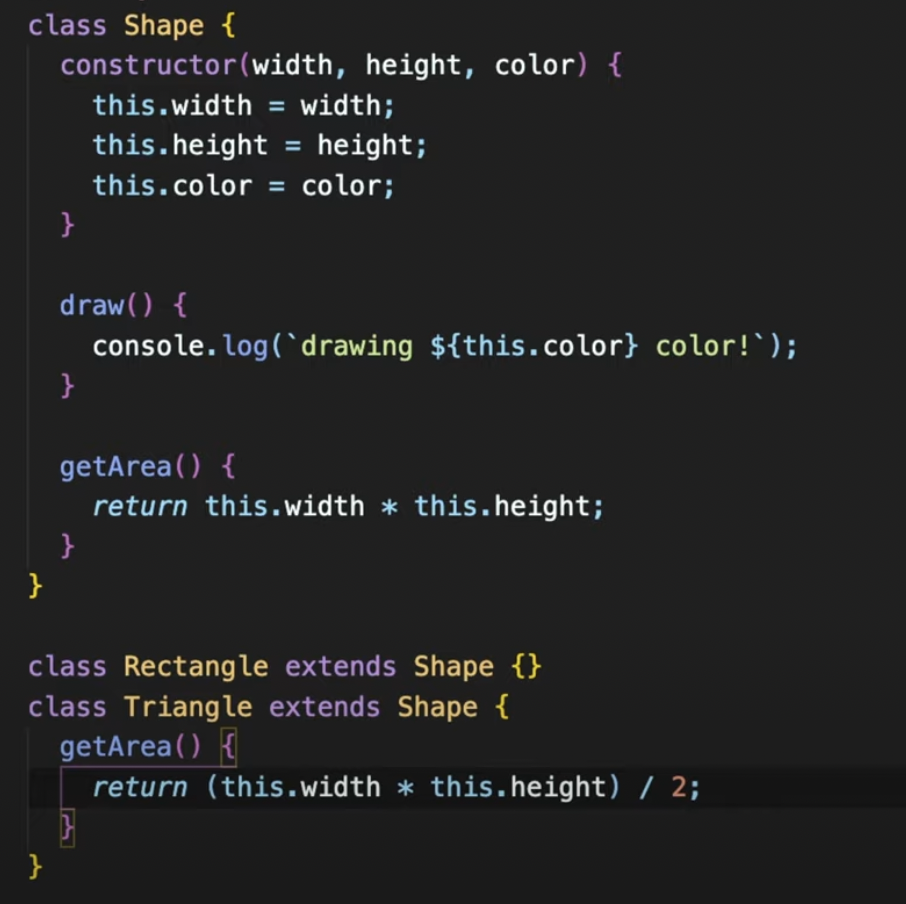 class Shape {
  constructor(width, height, color) {
    this.width = width;
    this.height = height;
    this.color = color;
  }

  draw() {
    console.log(`drawing ${this.color} color!`);
  }

  getArea() {
    return this.width * this.height;
  }
}

class Rectangle extends Shape {}
class Triangle extends Shape {
  getArea() {
    return (this.width * this.height) / 2;
  }
}